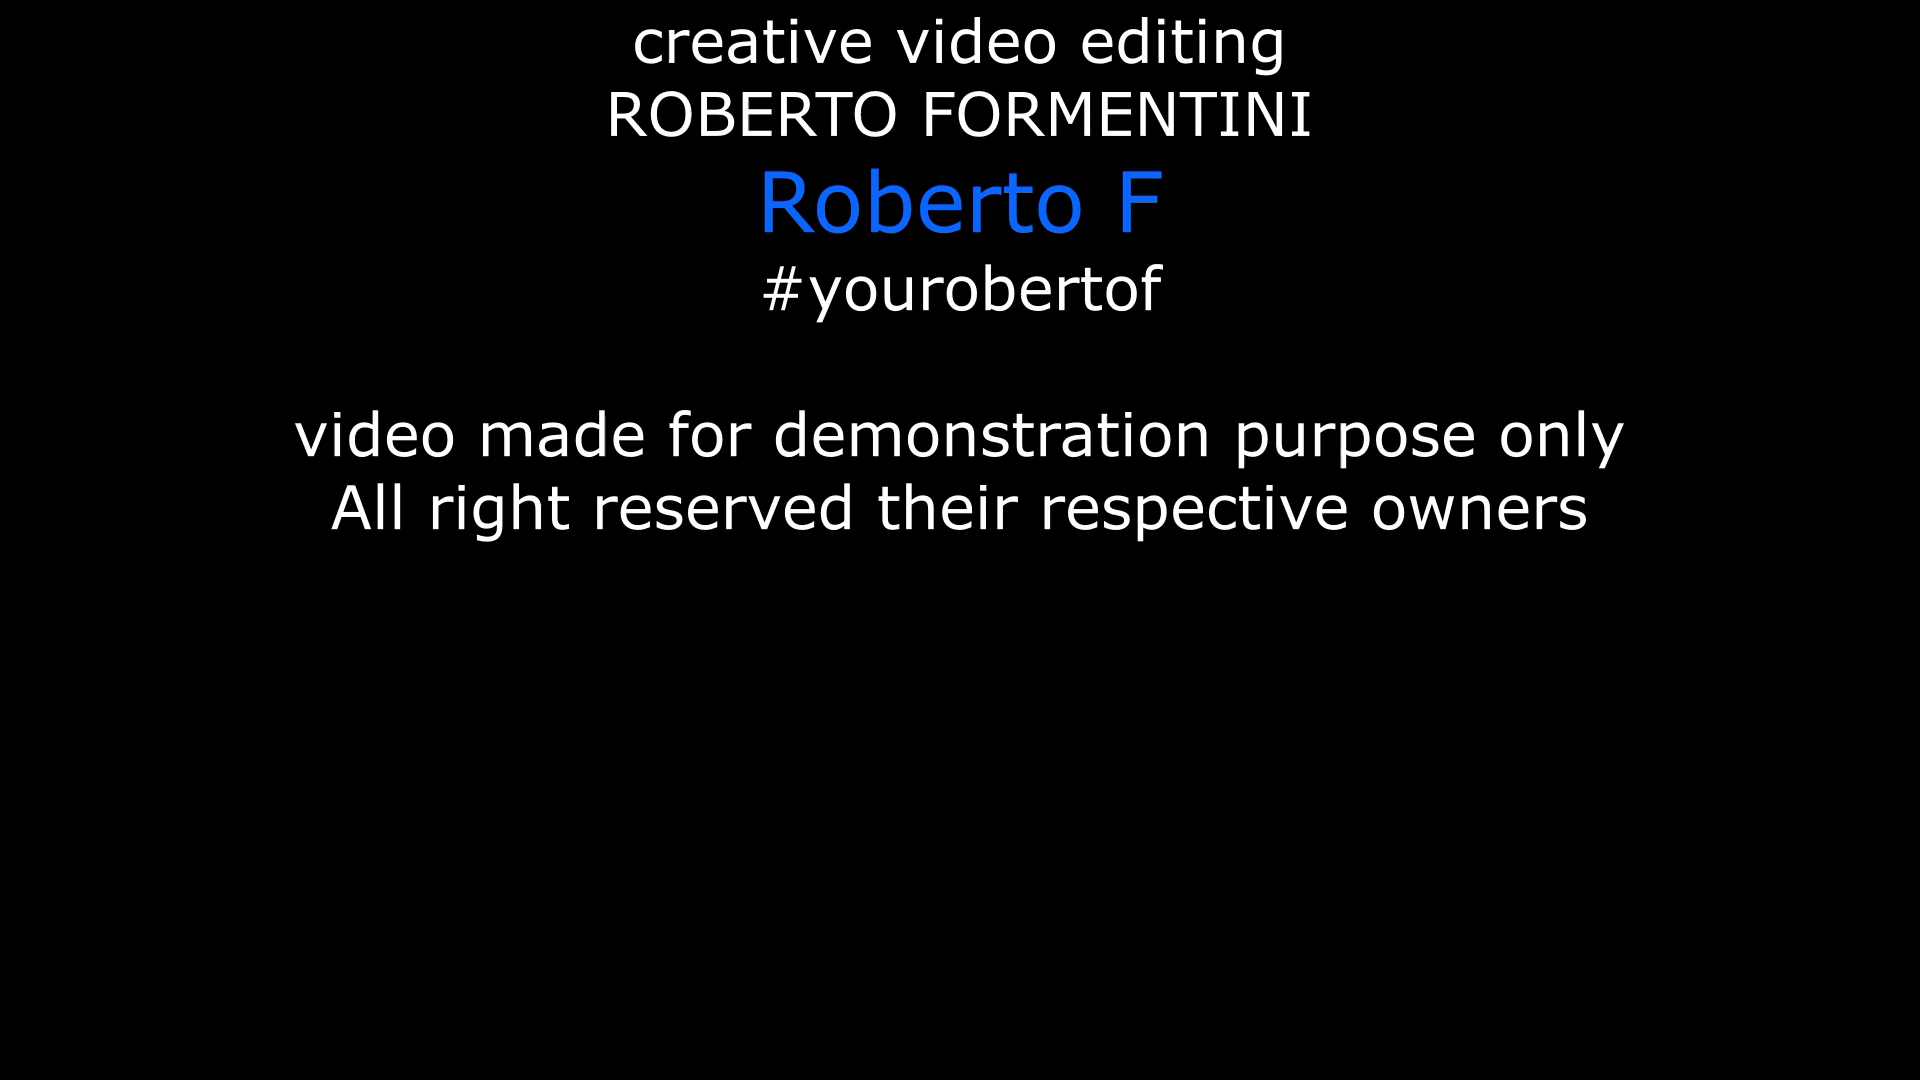 creative video editing
ROBERTO FORMENTINI
Roberto F
#yourobertof
video made for demonstration purpose only
All right reserved their respective owners